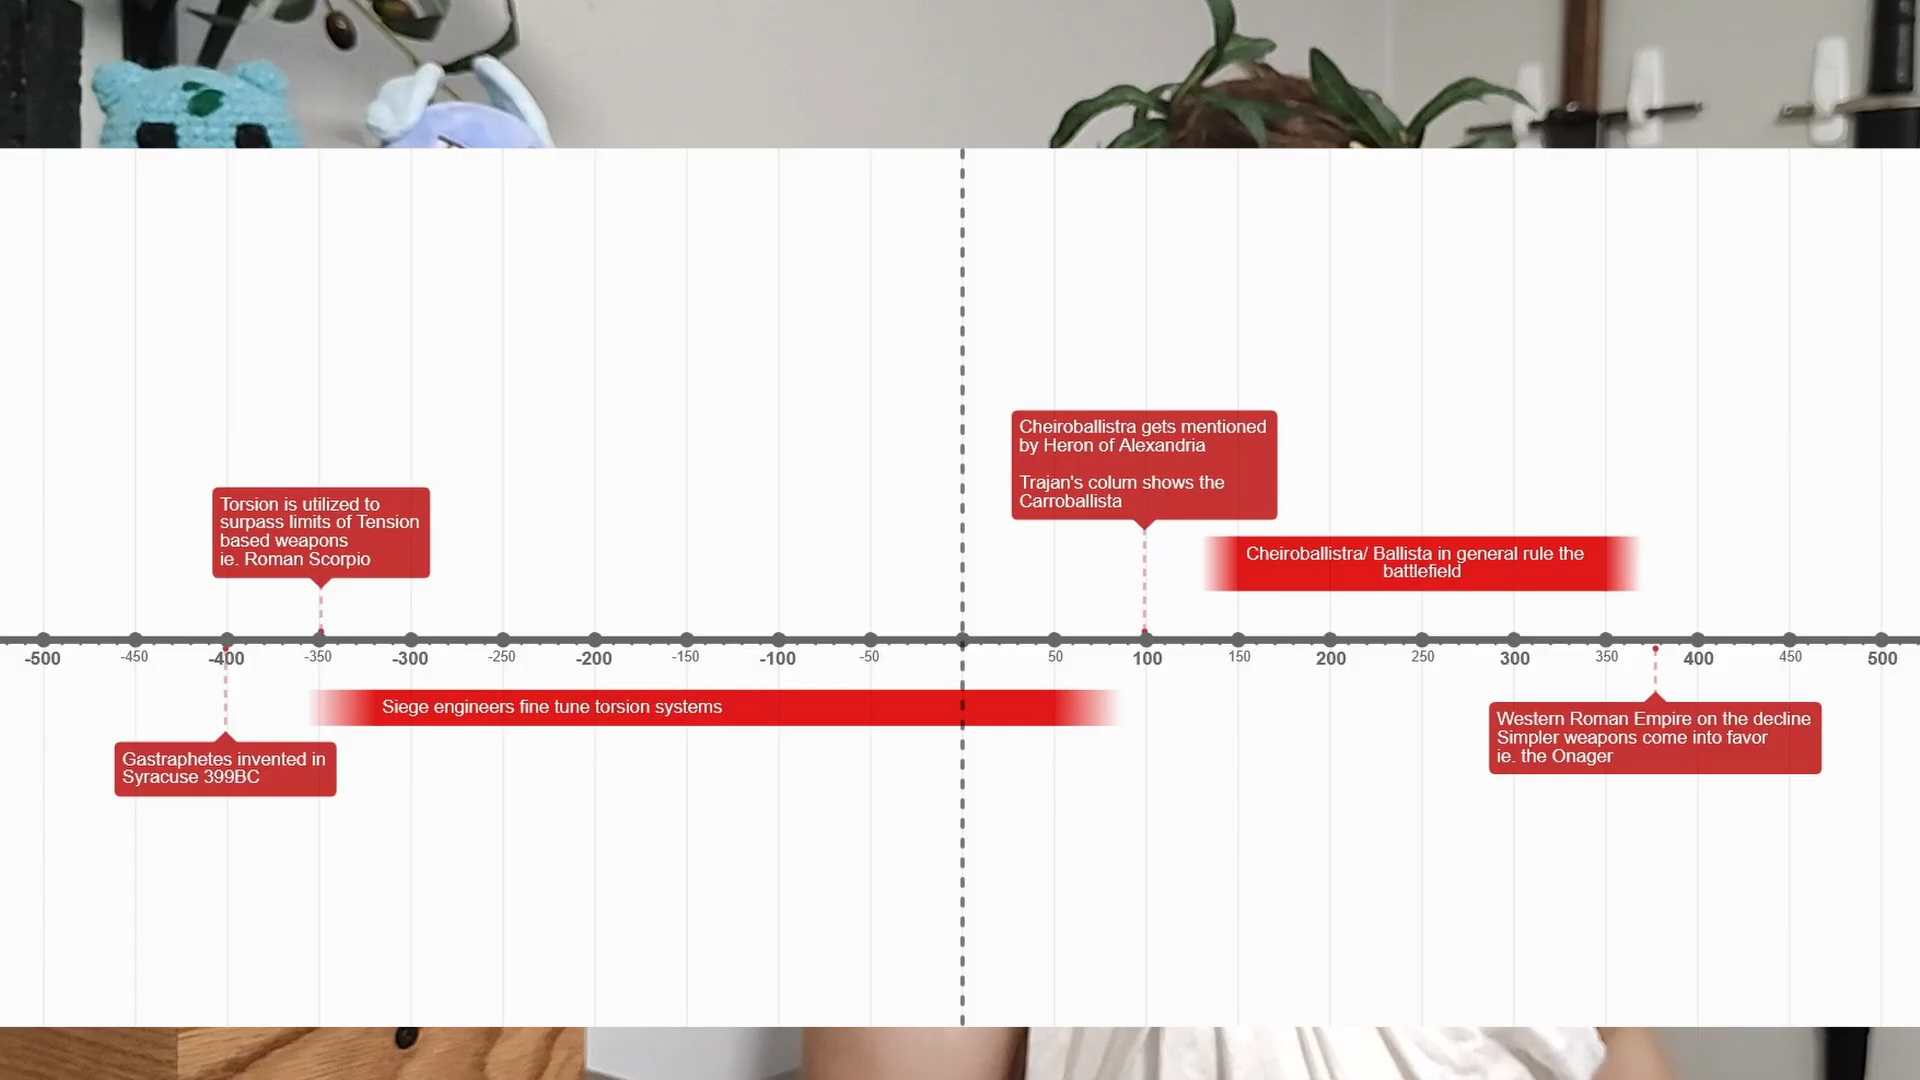 Cheiroballistra gets mentioned
by Heron of Alexandria
Trajan's colum shows the
Carroballista
Torsion is utilized to
surpass limits of Tension
based weapons
ie. Roman Scorpio
Cheiroballistra/ Ballista in general rule the
battlefield
-500 -450 -400 -350 -300 -250 -200 -150 -100 -50 50 100 150 200 250 300 350 400 450 500
Siege engineers fine tune torsion systems
Western Roman Empire on the decline
Simpler weapons come into favor
ie. the Onager
Gastraphetes invented in
Syracuse 399BC